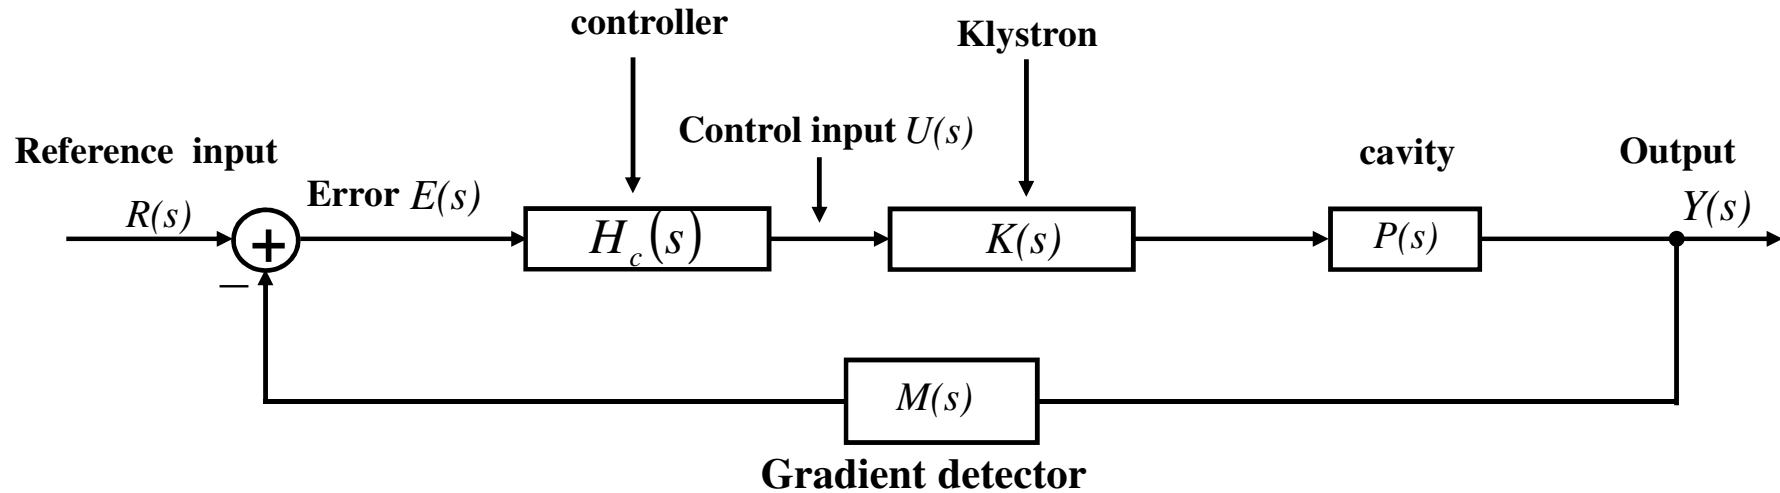 controller
Klystron
Control input U(s)
Reference input
cavity
Output
Error E(s)
R(s)
Y(s)
+
H_c(s)
K(s)
P(s)
−
M(s)
Gradient detector